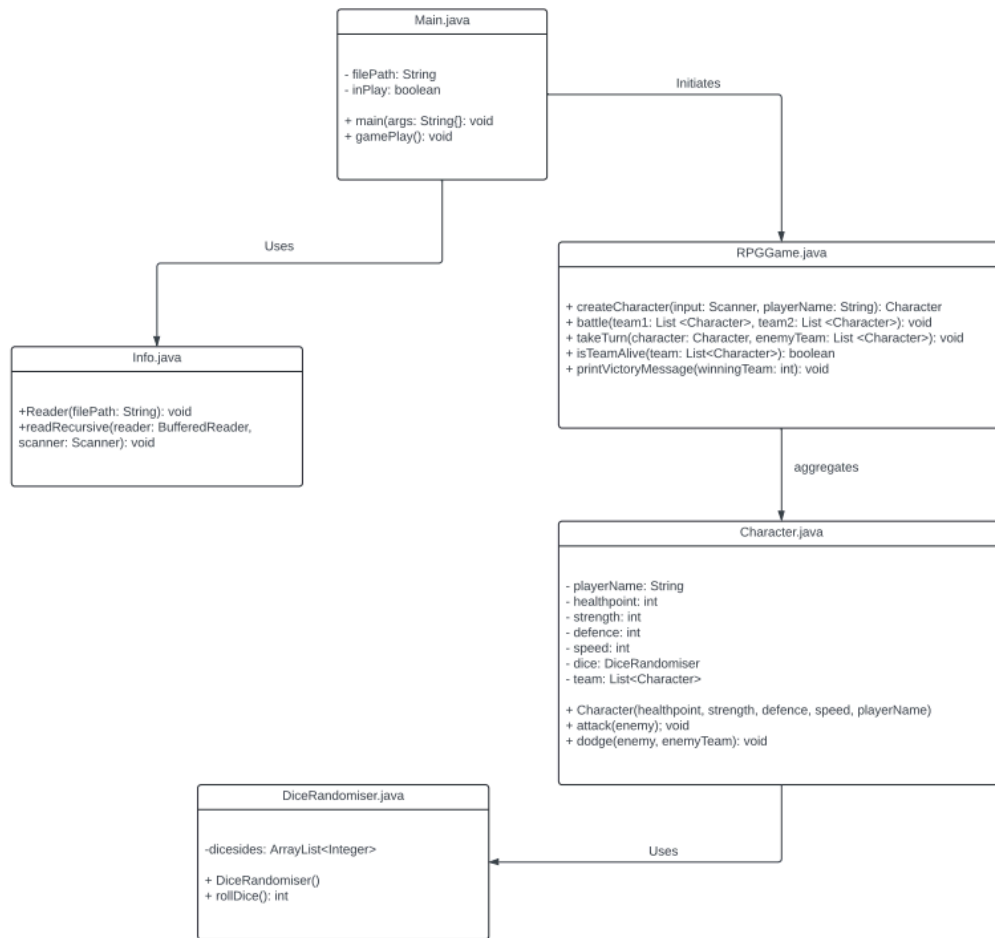 Main.java
- filePath: String
- inPlay: boolean
+ main(args: String{}: void
+ gamePlay(): void
Initiates
Uses
RPGGame.java
+ createCharacter(input: Scanner, playerName: String): Character
+ battle(team1: List <Character>, team2: List <Character>): void
+ takeTurn(character: Character, enemyTeam: List <Character>): void
+ isTeamAlive(team: List<Character>): boolean
+ printVictoryMessage(winningTeam: int): void
Info.java
+Reader(filePath: String): void
+readRecursive(reader: BufferedReader,
scanner: Scanner): void
aggregates
Character.java
- playerName: String
- healthpoint: int
- strength: int
- defence: int
- speed: int
- dice: DiceRandomiser
- team: List<Character>
+ Character(healthpoint, strength, defence, speed, playerName)
+ attack(enemy); void
+ dodge(enemy, enemyTeam): void
DiceRandomiser.java
-dicesides: ArrayList<Integer>
+ DiceRandomiser()
+ rollDice(): int
Uses